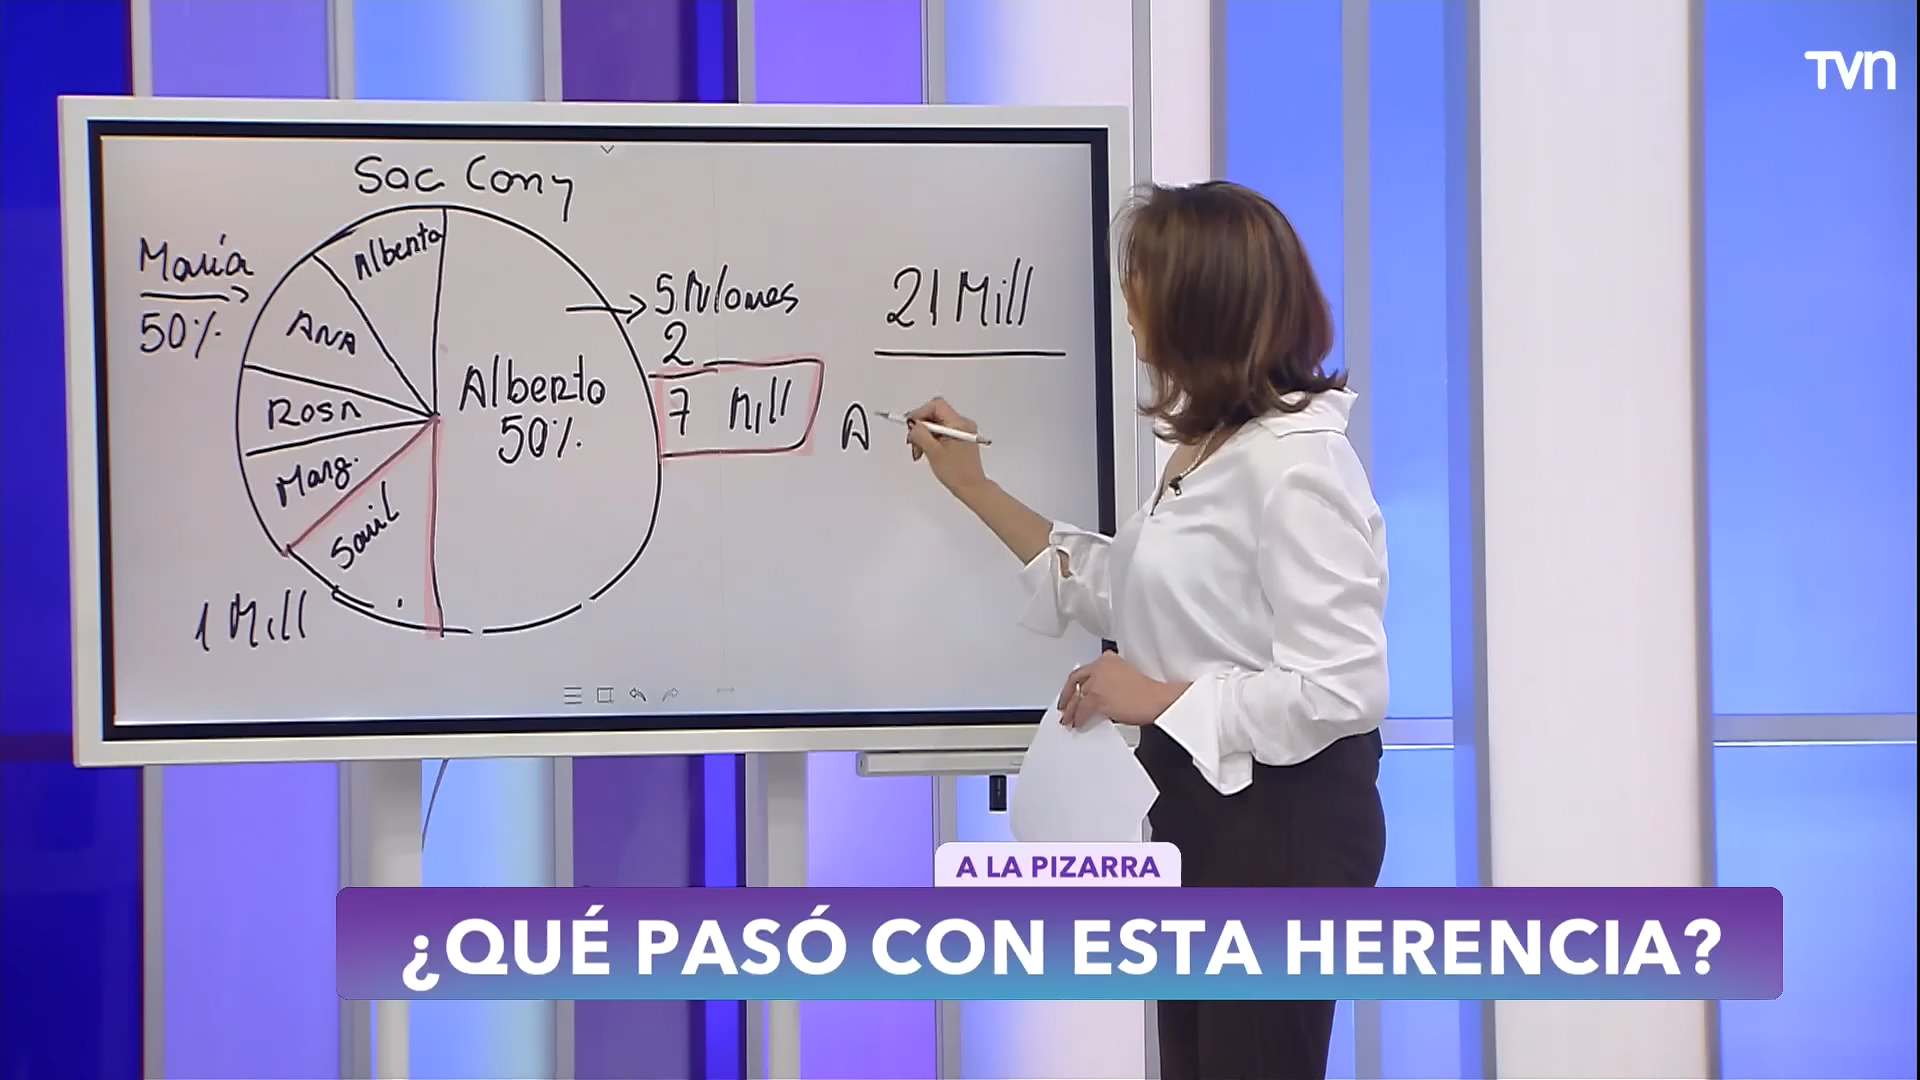 TVN
Soc Cony
María
50%
Alberto
ANA
Rosa
Marg.
Saúl
1 Mill
Alberto
50%
5 Millones
2
7 Mill
21 Mill
A
A LA PIZARRA
¿QUÉ PASÓ CON ESTA HERENCIA?